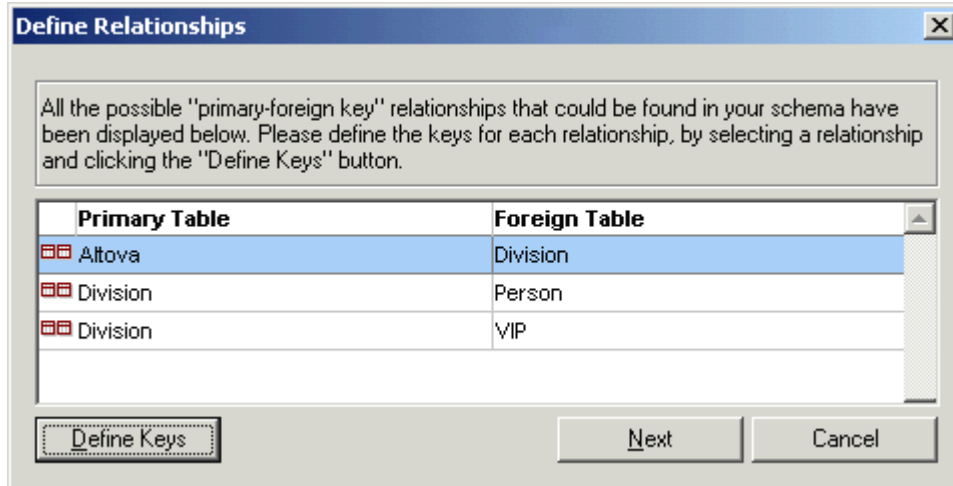 Define Relationships
All the possible "primary-foreign key" relationships that could be found in your schema have
been displayed below. Please define the keys for each relationship, by selecting a relationship
and clicking the "Define Keys" button.
Primary Table Foreign Table
Altova Division
Division Person
Division VIP
Define Keys Next Cancel